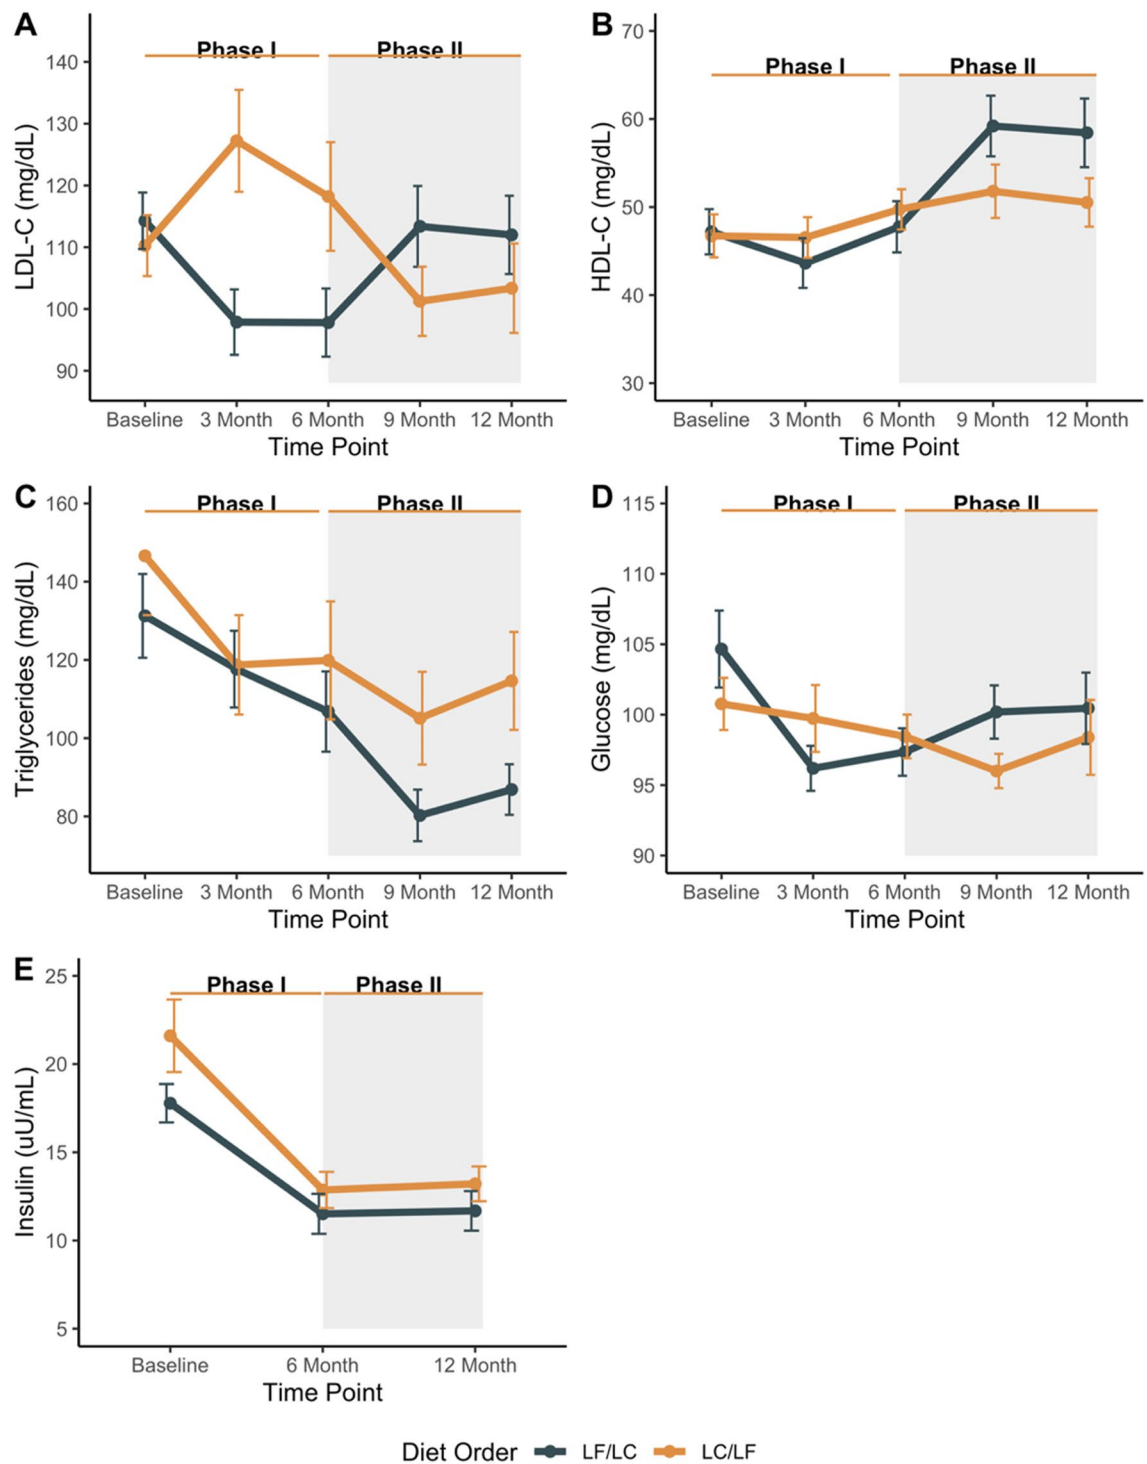 A
Phase I Phase II
LDL-C (mg/dL)
140
130
120
110
100
90
Baseline 3 Month 6 Month 9 Month 12 Month
Time Point
B
Phase I Phase II
HDL-C (mg/dL)
70
60
50
40
30
Baseline 3 Month 6 Month 9 Month 12 Month
Time Point
C
Phase I Phase II
Triglycerides (mg/dL)
160
140
120
100
80
Baseline 3 Month 6 Month 9 Month 12 Month
Time Point
D
Phase I Phase II
Glucose (mg/dL)
115
110
105
100
95
90
Baseline 3 Month 6 Month 9 Month 12 Month
Time Point
E
Phase I Phase II
Insulin (uU/mL)
25
20
15
10
5
Baseline 6 Month 12 Month
Time Point
Diet Order LF/LC LC/LF